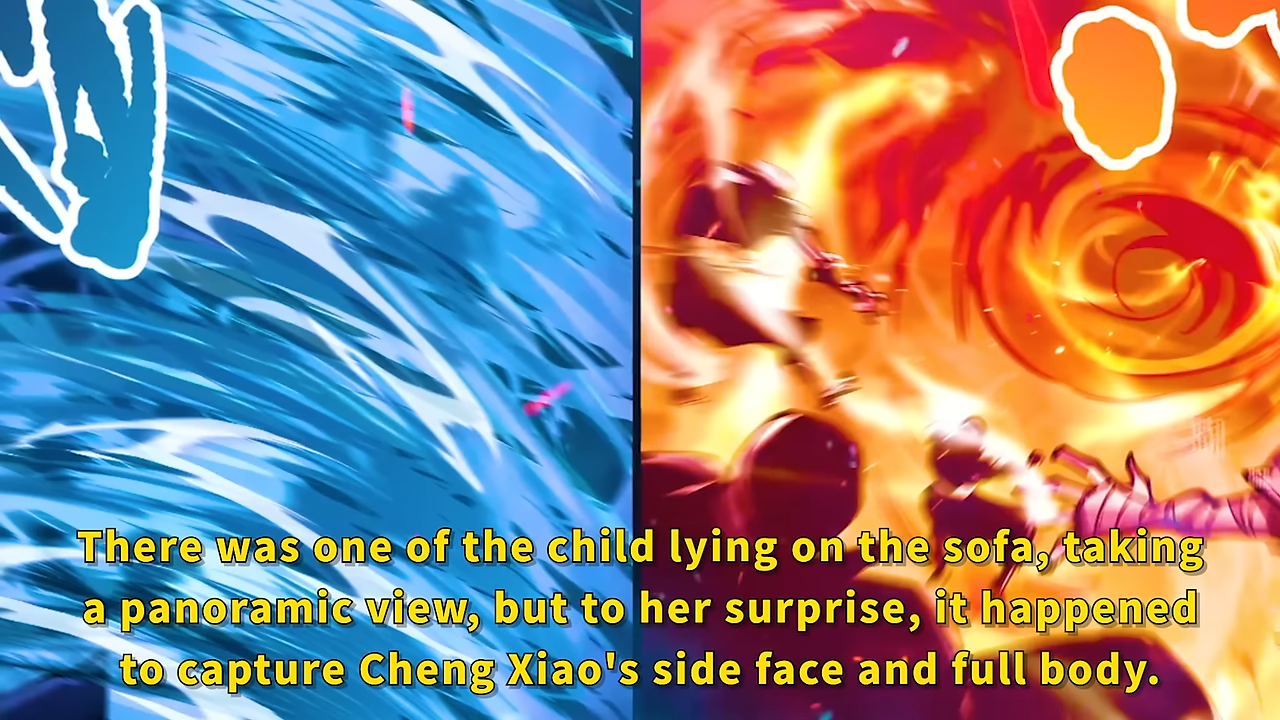 There was one of the child lying on the sofa, taking
a panoramic view, but to her surprise, it happened
to capture Cheng Xiao's side face and full body.